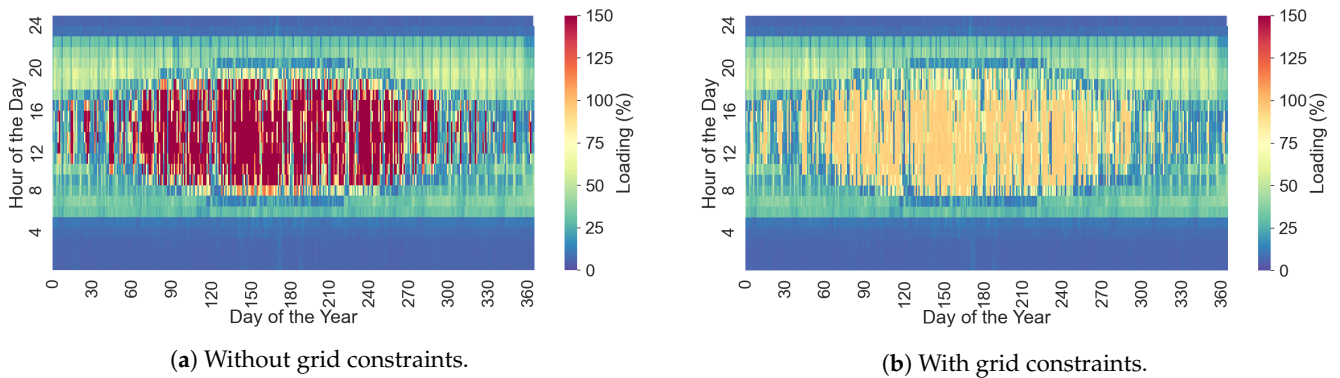 24
20
16
12
8
4
Hour of the Day
0 30 60 90 120 150 180 210 240 270 300 330 360
Day of the Year
150
125
100
75
50
25
0
Loading (%)
(a) Without grid constraints.
24
20
16
12
8
4
Hour of the Day
0 30 60 90 120 150 180 210 240 270 300 330 360
Day of the Year
150
125
100
75
50
25
0
Loading (%)
(b) With grid constraints.